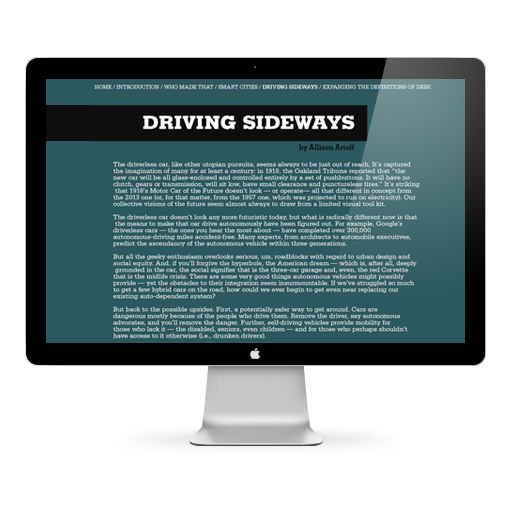 HOME / INTRODUCTION / WHO MADE THAT / SMART CITIES / DRIVING SIDEWAYS / EXPANDING THE DEFINITIONS OF DESK
DRIVING SIDEWAYS
by Allison Arieff
The driverless car, like other utopian pursuits, seems always to be just out of reach. It's captured
the imagination of many for at least a century: in 1918, the Oakland Tribune reported that "the
new car will be all glass-enclosed and controlled entirely by a set of pushbuttons. It will have no
clutch, gears or transmission, will sit low, have small clearance and punctureless tires." It's striking
that 1918's Motor Car of the Future doesn't look — or operate— all that different in concept from
the 2013 one (or, for that matter, from the 1957 one, which was projected to run on electricity). Our
collective visions of the future seem almost always to draw from a limited visual tool kit.
The driverless car doesn't look any more futuristic today, but what is radically different now is that
the means to make that car drive autonomously have been figured out. For example, Google's
driverless cars — the ones you hear the most about — have completed over 300,000
autonomous-driving miles accident-free. Many experts, from architects to automobile executives,
predict the ascendancy of the autonomous vehicle within three generations.
But all the geeky enthusiasm overlooks serious, um, roadblocks with regard to urban design and
social equity. And, if you'll forgive the hyperbole, the American dream — which is, after all, deeply
grounded in the car, the social signifier that is the three-car garage and, even, the red Corvette
that is the midlife crisis. There are some very good things autonomous vehicles might possibly
provide — yet the obstacles to their integration seem insurmountable. If we've struggled so much
to get a few hybrid cars on the road, how could we ever begin to get even near replacing our
existing auto-dependent system?
But back to the possible upsides. First, a potentially safer way to get around. Cars are
dangerous mostly because of the people who drive them. Remove the driver, say autonomous
advocates, and you'll remove the danger. Further, self-driving vehicles provide mobility for
those who lack it — the disabled, seniors, even children — and for those who perhaps shouldn't
have access to it otherwise (i.e., drunken drivers).